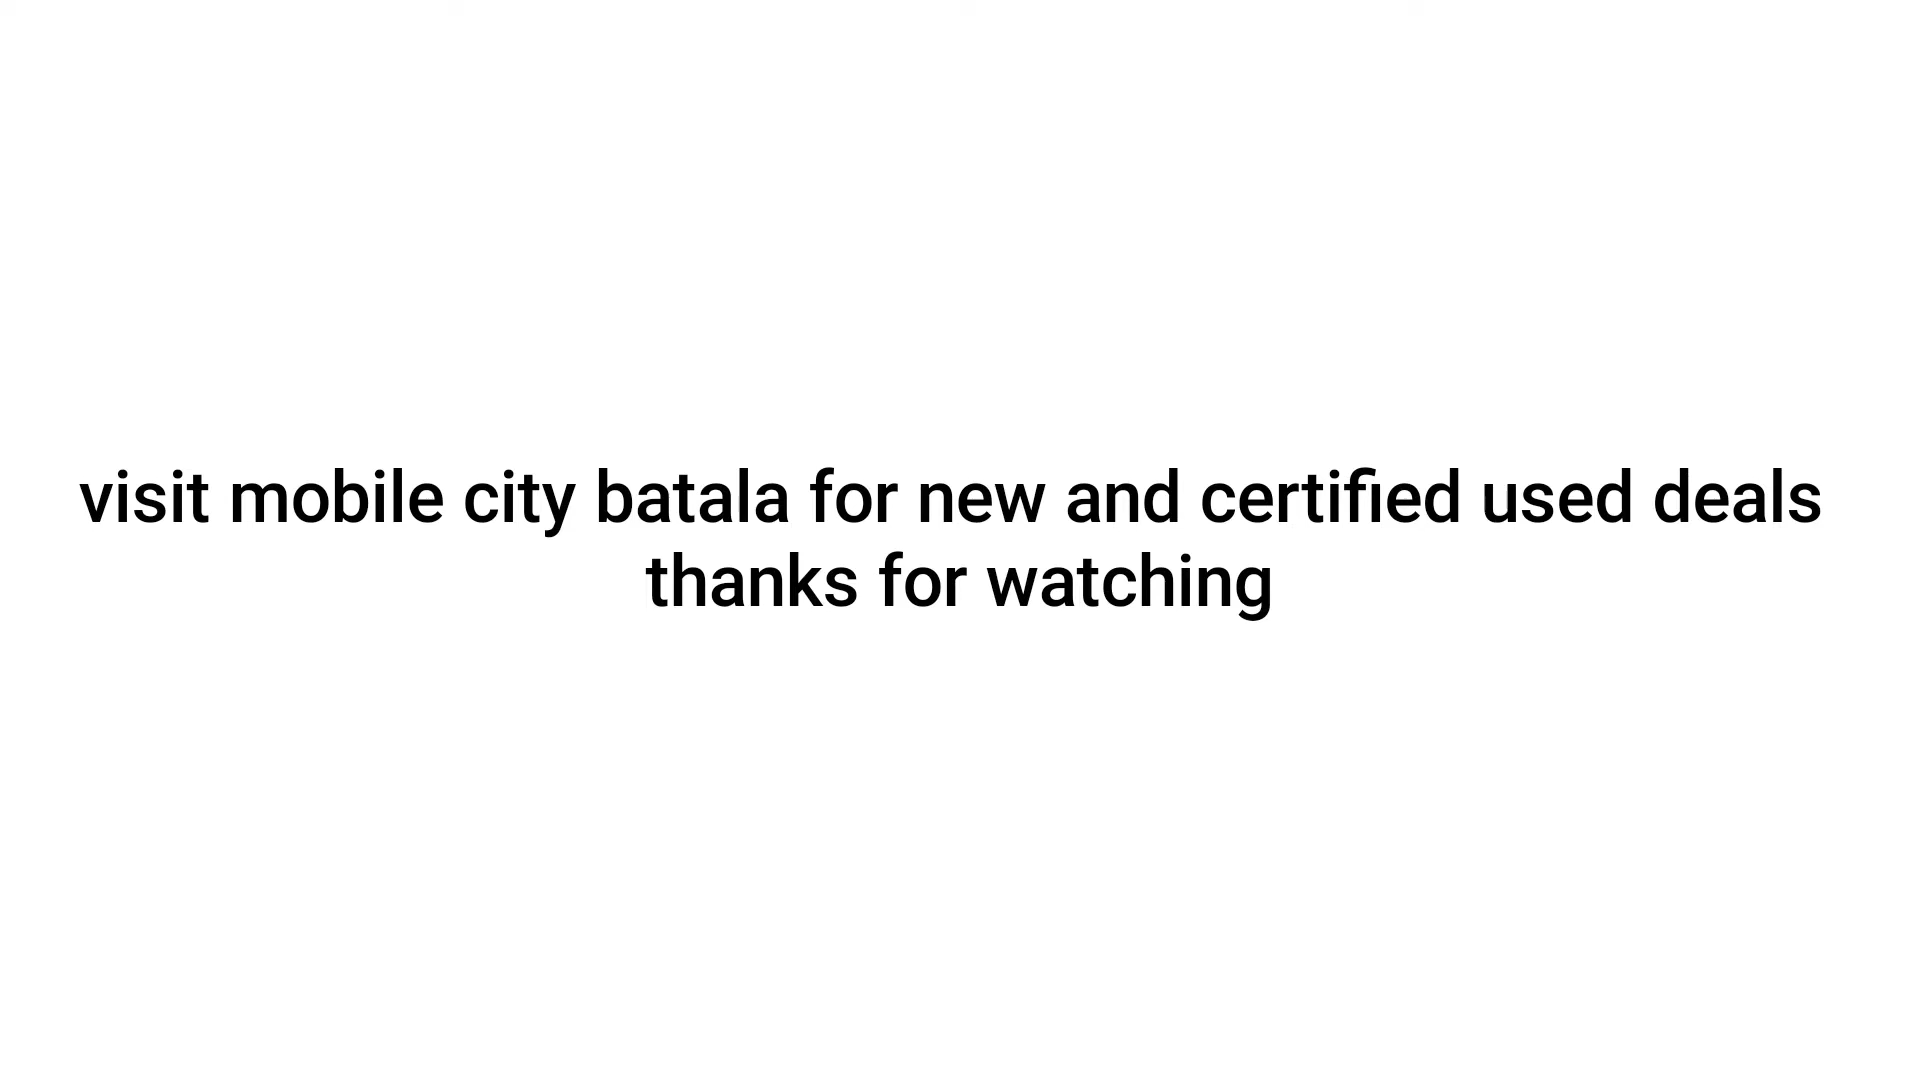 visit mobile city batala for new and certified used deals
thanks for watching